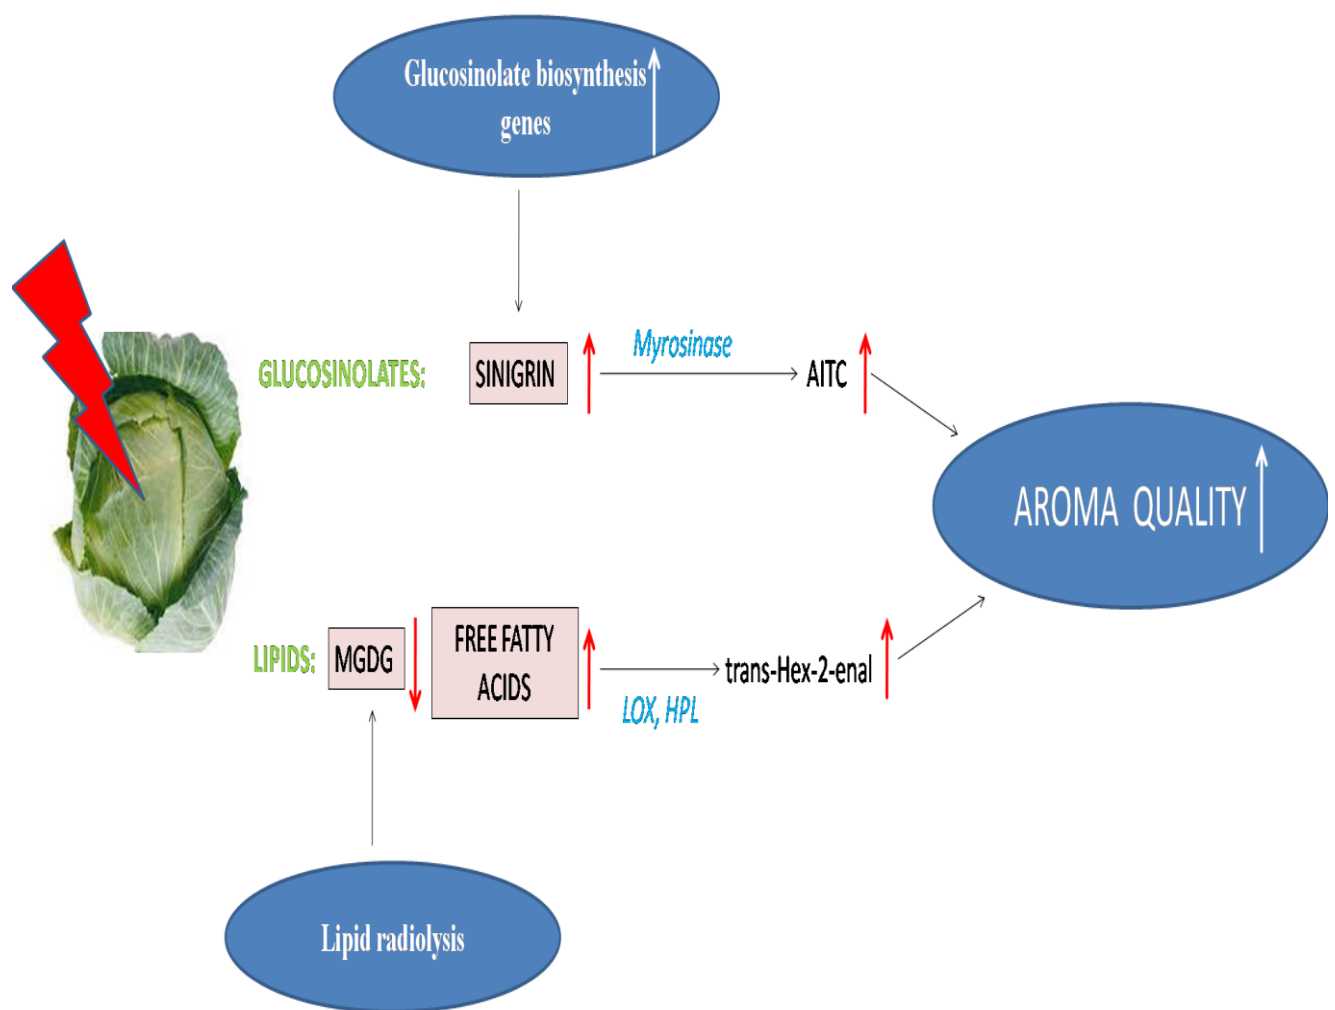 Glucosinolate biosynthesis
genes
GLUCOSINOLATES:
SINIGRIN
Myrosinase
AITC
AROMA QUALITY
LIPIDS:
MGDG
FREE FATTY
ACIDS
LOX, HPL
trans-Hex-2-enal
Lipid radiolysis